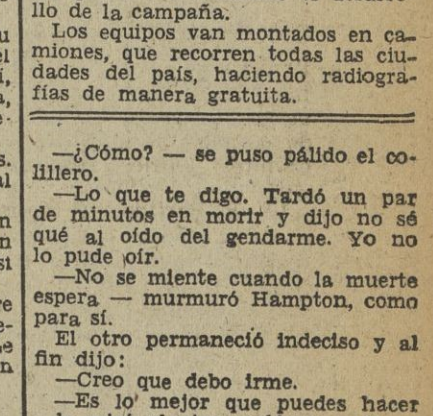 llo de la campaña.
Los equipos van montados en ca-
miones, que recorren todas las ciu-
dades del país, haciendo radiogra-
fías de manera gratuita.
—¿Cómo? — se puso pálido el co-
lillero.
—Lo que te digo. Tardó un par
de minutos en morir y dijo no sé
qué al oído del gendarme. Yo no
lo pude oír.
—No se miente cuando la muerte
espera — murmuró Hampton, como
para sí.
El otro permaneció indeciso y al
fin dijo:
—Creo que debo irme.
—Es lo mejor que puedes hacer